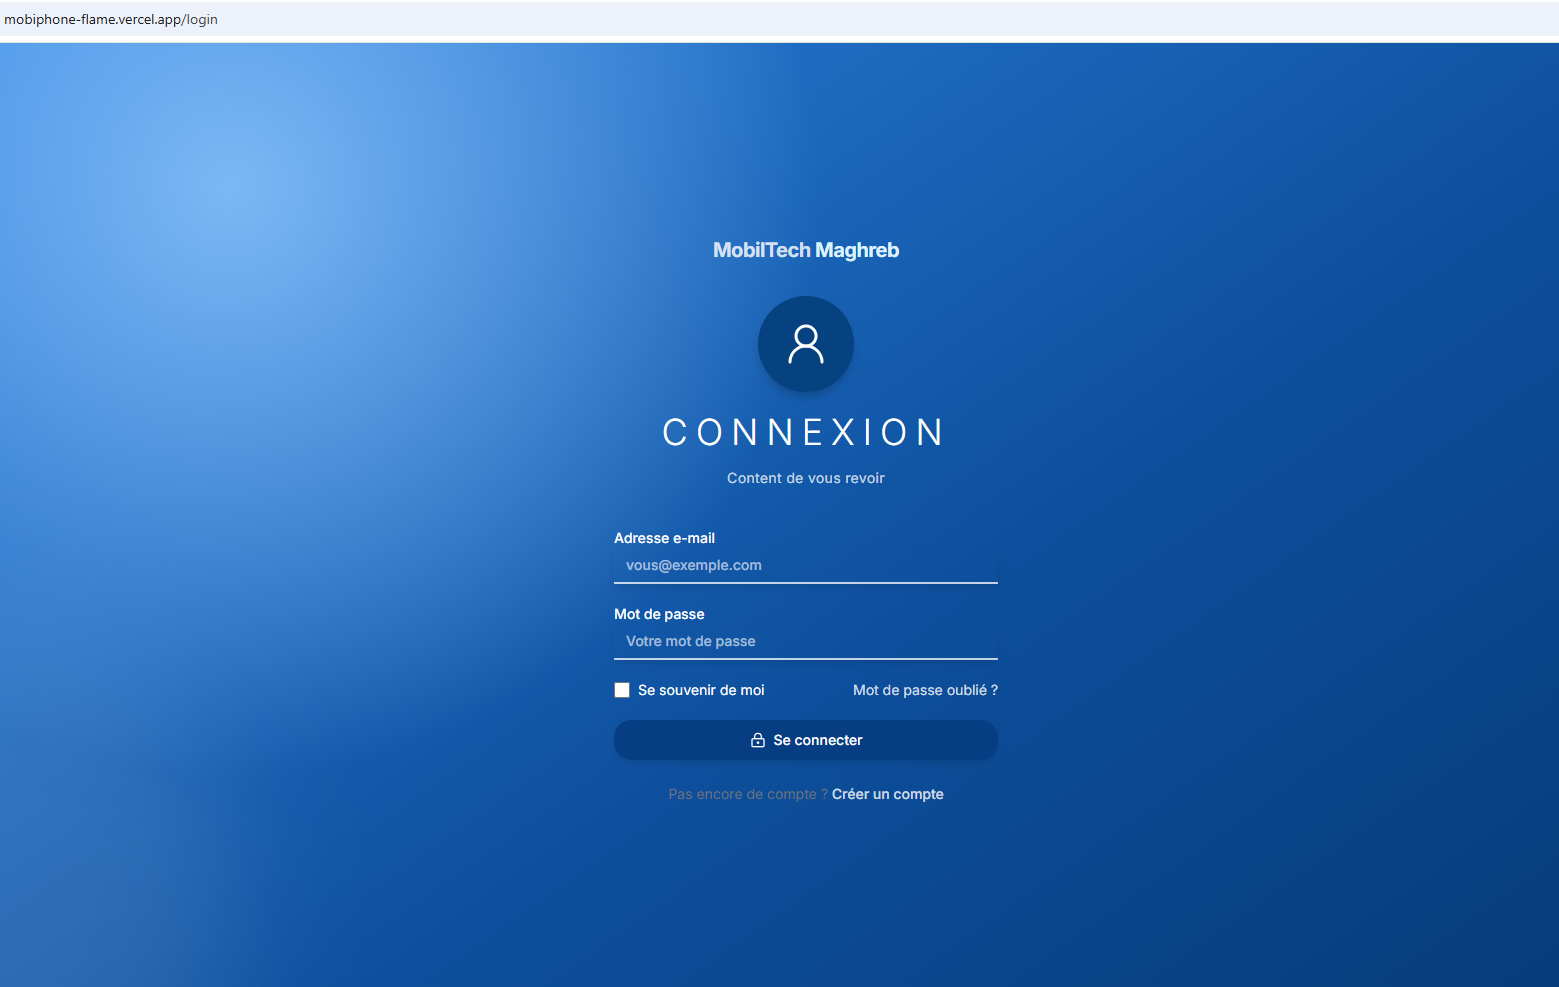 mobiphone-flame.vercel.app/login
MobilTech Maghreb
CONNEXION
Content de vous revoir
Adresse e-mail
vous@exemple.com
Mot de passe
Votre mot de passe
Se souvenir de moi Mot de passe oublié ?
Se connecter
Pas encore de compte ? Créer un compte